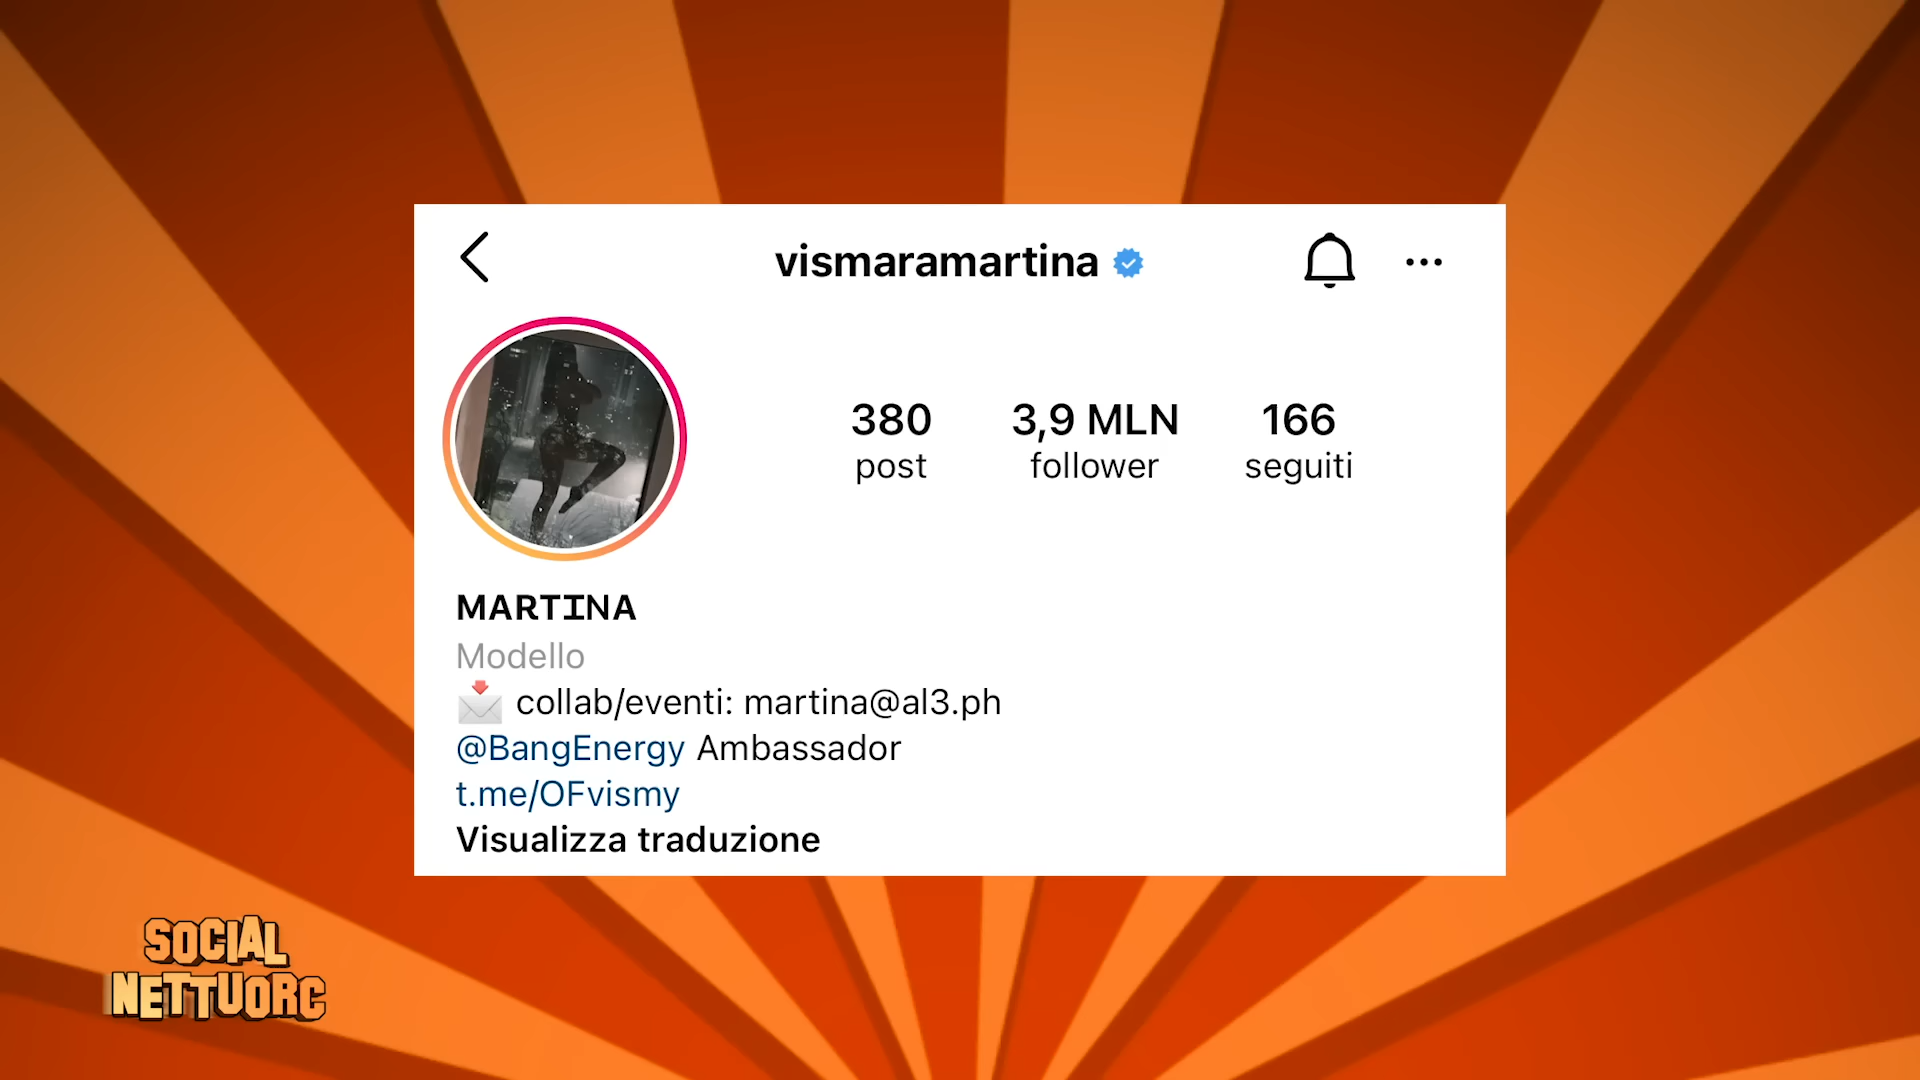 vismaramartina
380 3,9 MLN 166
post follower seguiti
MARTINA
Modello
collab/eventi: martina@al3.ph
@BangEnergy Ambassador
t.me/OFvismy
Visualizza traduzione
SOCIAL
NETTUORC